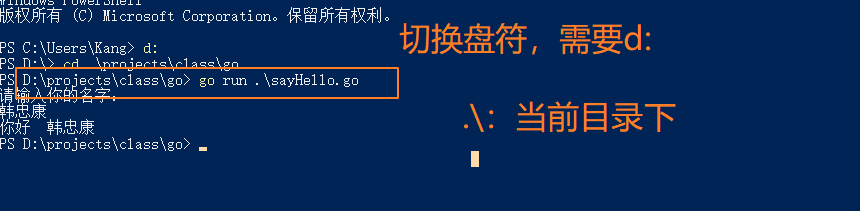 Windows PowerShell
版权所有 (C) Microsoft Corporation。保留所有权利。
PS C:\Users\Kang> d:
PS D:\> cd .\projects\class\go
PS D:\projects\class\go> go run .\sayHello.go
请输入你的名字:
韩忠康
你好 韩忠康
PS D:\projects\class\go>
切换盘符，需要d:
.\：当前目录下